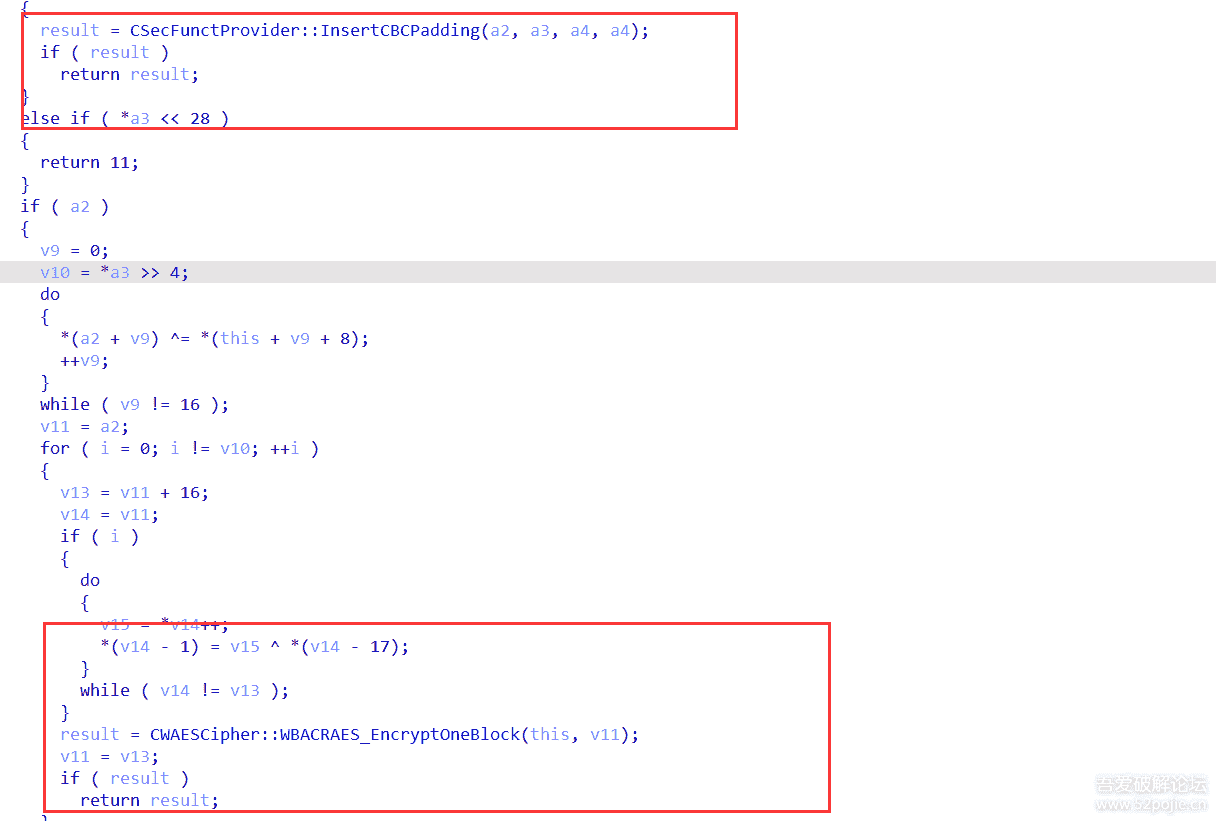 {
  result = CSecFunctProvider::InsertCBCPadding(a2, a3, a4, a4);
  if ( result )
    return result;
}
else if ( *a3 << 28 )
{
  return 11;
}
if ( a2 )
{
  v9 = 0;
  v10 = *a3 >> 4;
  do
  {
    *(a2 + v9) ^= *(this + v9 + 8);
    ++v9;
  }
  while ( v9 != 16 );
  v11 = a2;
  for ( i = 0; i != v10; ++i )
  {
    v13 = v11 + 16;
    v14 = v11;
    if ( i )
    {
      do
      {
        v15 = *v14++;
        *(v14 - 1) = v15 ^ *(v14 - 17);
      }
      while ( v14 != v13 );
    }
    result = CWAESCipher::WBACRAES_EncryptOneBlock(this, v11);
    v11 = v13;
    if ( result )
      return result;
  }
吾爱破解论坛
www.52pojie.cn